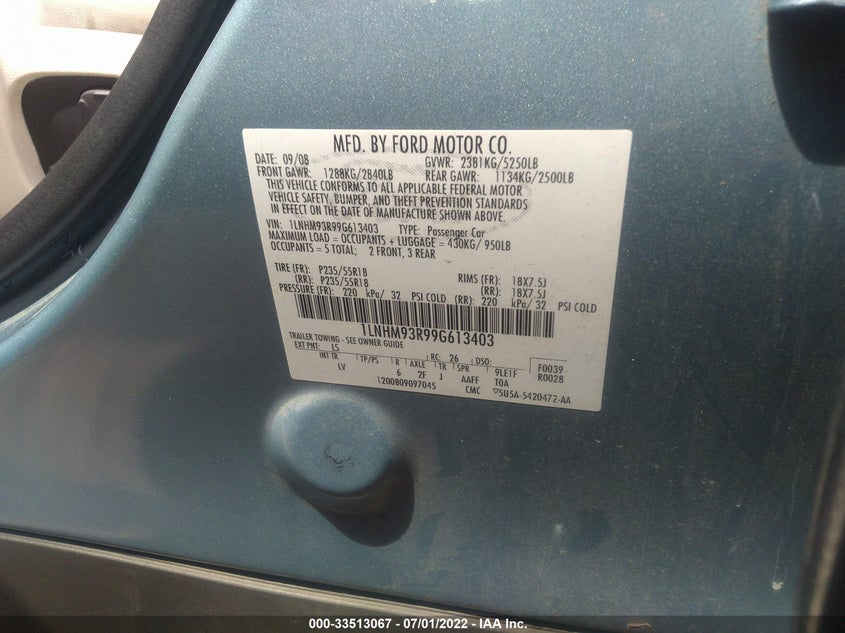 MFD. BY FORD MOTOR CO.
DATE: 09/08 GVWR: 2381KG/5250LB
FRONT GAWR: 1288KG/2840LB REAR GAWR: 1134KG/2500LB
THIS VEHICLE CONFORMS TO ALL APPLICABLE FEDERAL MOTOR
VEHICLE SAFETY, BUMPER, AND THEFT PREVENTION STANDARDS
IN EFFECT ON THE DATE OF MANUFACTURE SHOWN ABOVE.
VIN: 1LNHM93R99G613403 TYPE: Passenger Car
MAXIMUM LOAD = OCCUPANTS + LUGGAGE = 430KG/ 950LB
OCCUPANTS = 5 TOTAL; 2 FRONT, 3 REAR
TIRE (FR): P235/55R18 RIMS (FR): 18X7.5J
(RR): P235/55R18 (RR): 18X7.5J
PRESSURE (FR): 220 kPa/ 32 PSI COLD (RR): 220 kPa/ 32 PSI COLD
1LNHM93R99G613403
TRAILER TOWING - SEE OWNER GUIDE
EXT PNT: LS RC: 26 DSO: F0039
INT TR TP/PS R AXLE TR SPR 9LE1F R0028
LV 6 2F J AAFF TOA
1200809097045 CMC 5U5A-5420472-AA
000-33513067 - 07/01/2022 - IAA Inc.